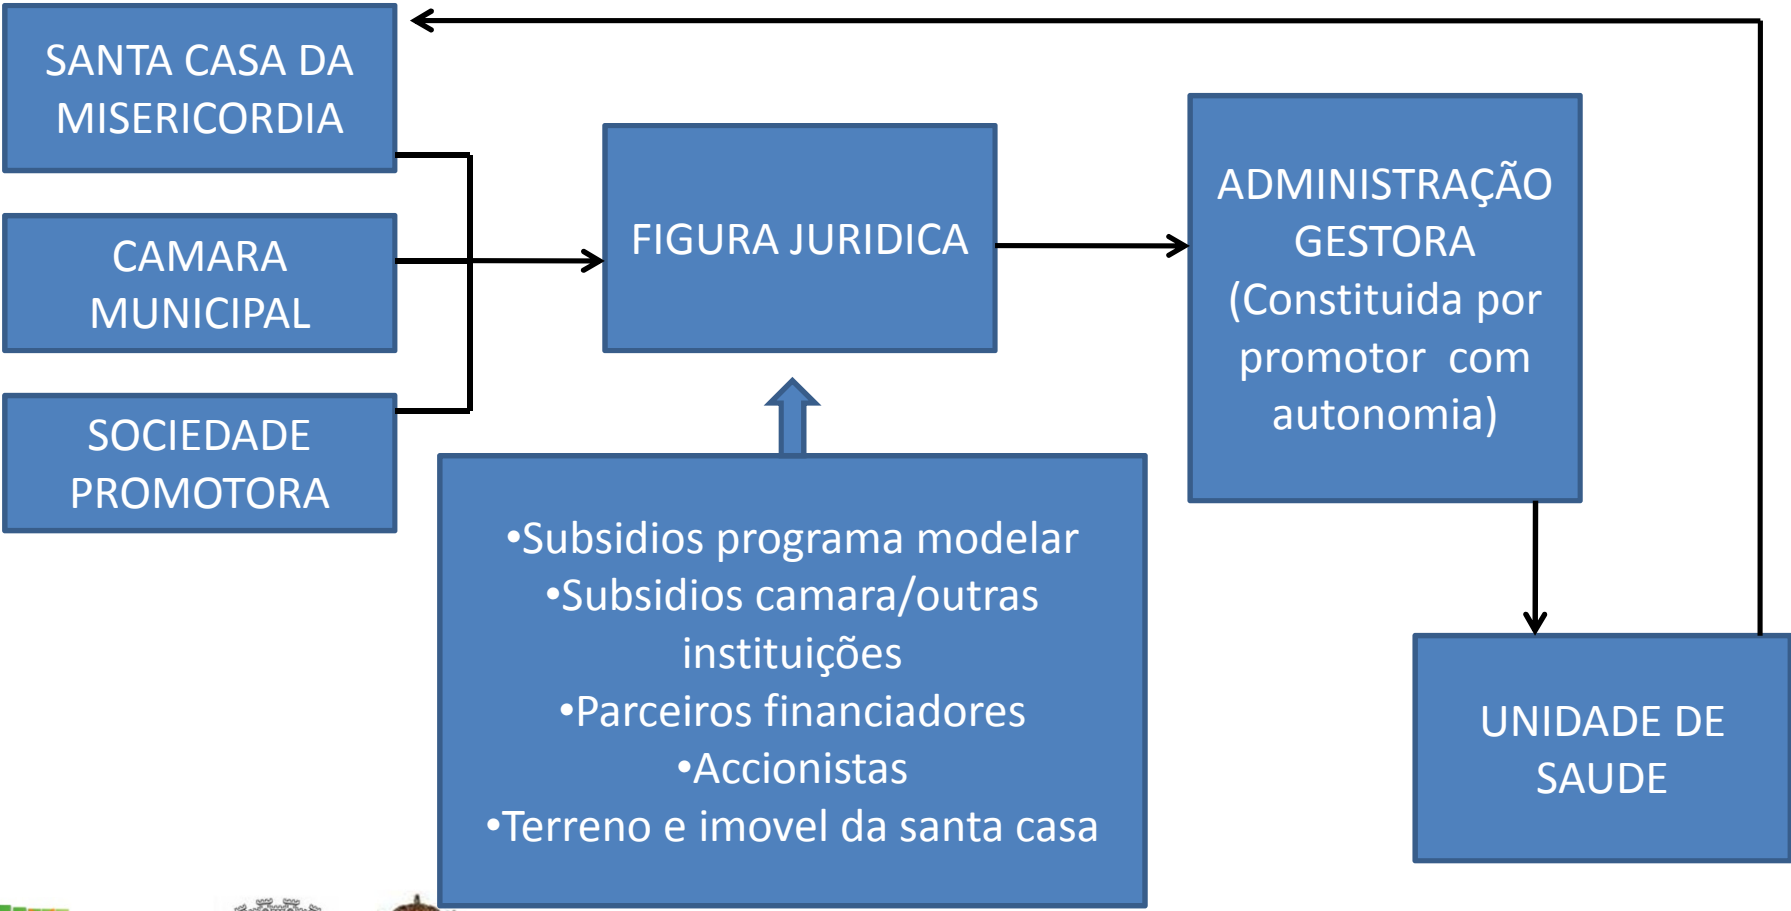 SANTA CASA DA
MISERICORDIA
CAMARA
MUNICIPAL
SOCIEDADE
PROMOTORA
FIGURA JURIDICA
ADMINISTRAÇÃO
GESTORA
(Constituida por
promotor  com
autonomia)
•Subsidios programa modelar
•Subsidios camara/outras
instituições
•Parceiros financiadores
•Accionistas
•Terreno e imovel da santa casa
UNIDADE DE
SAUDE